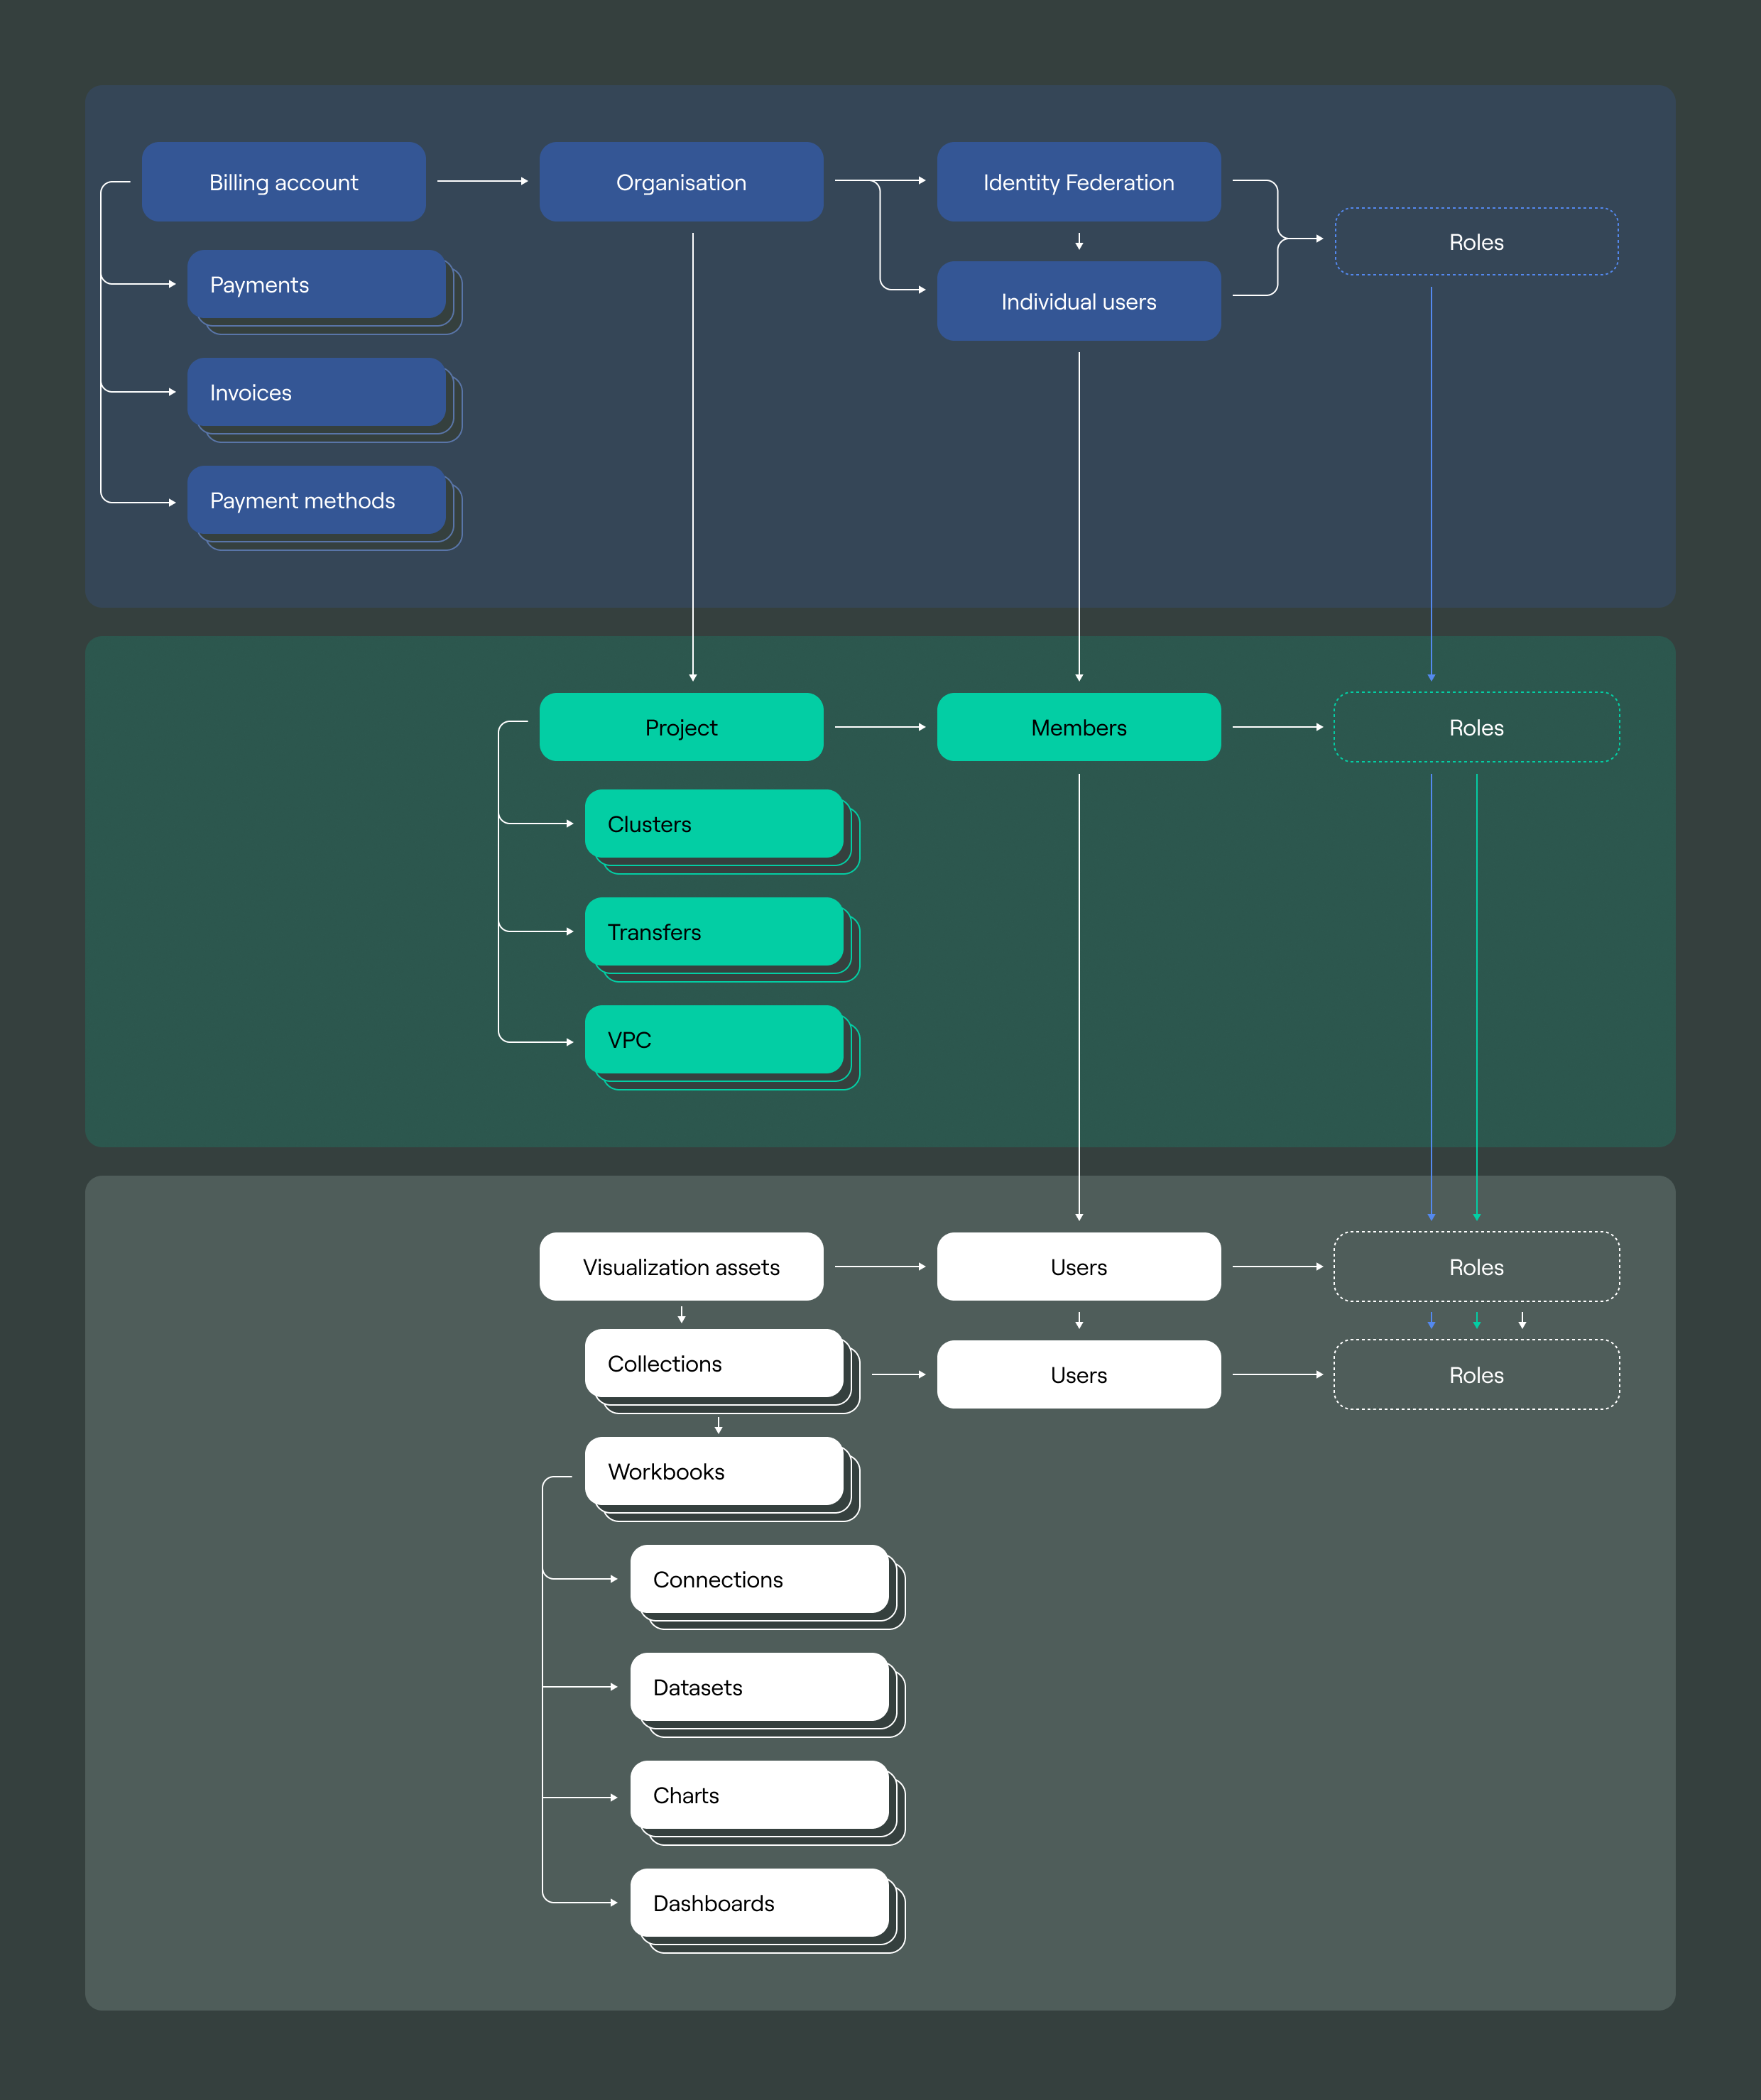 Billing account
Organisation
Identity Federation
Roles
Payments
Individual users
Invoices
Payment methods
Project
Members
Roles
Clusters
Transfers
VPC
Visualization assets
Users
Roles
Collections
Users
Roles
Workbooks
Connections
Datasets
Charts
Dashboards